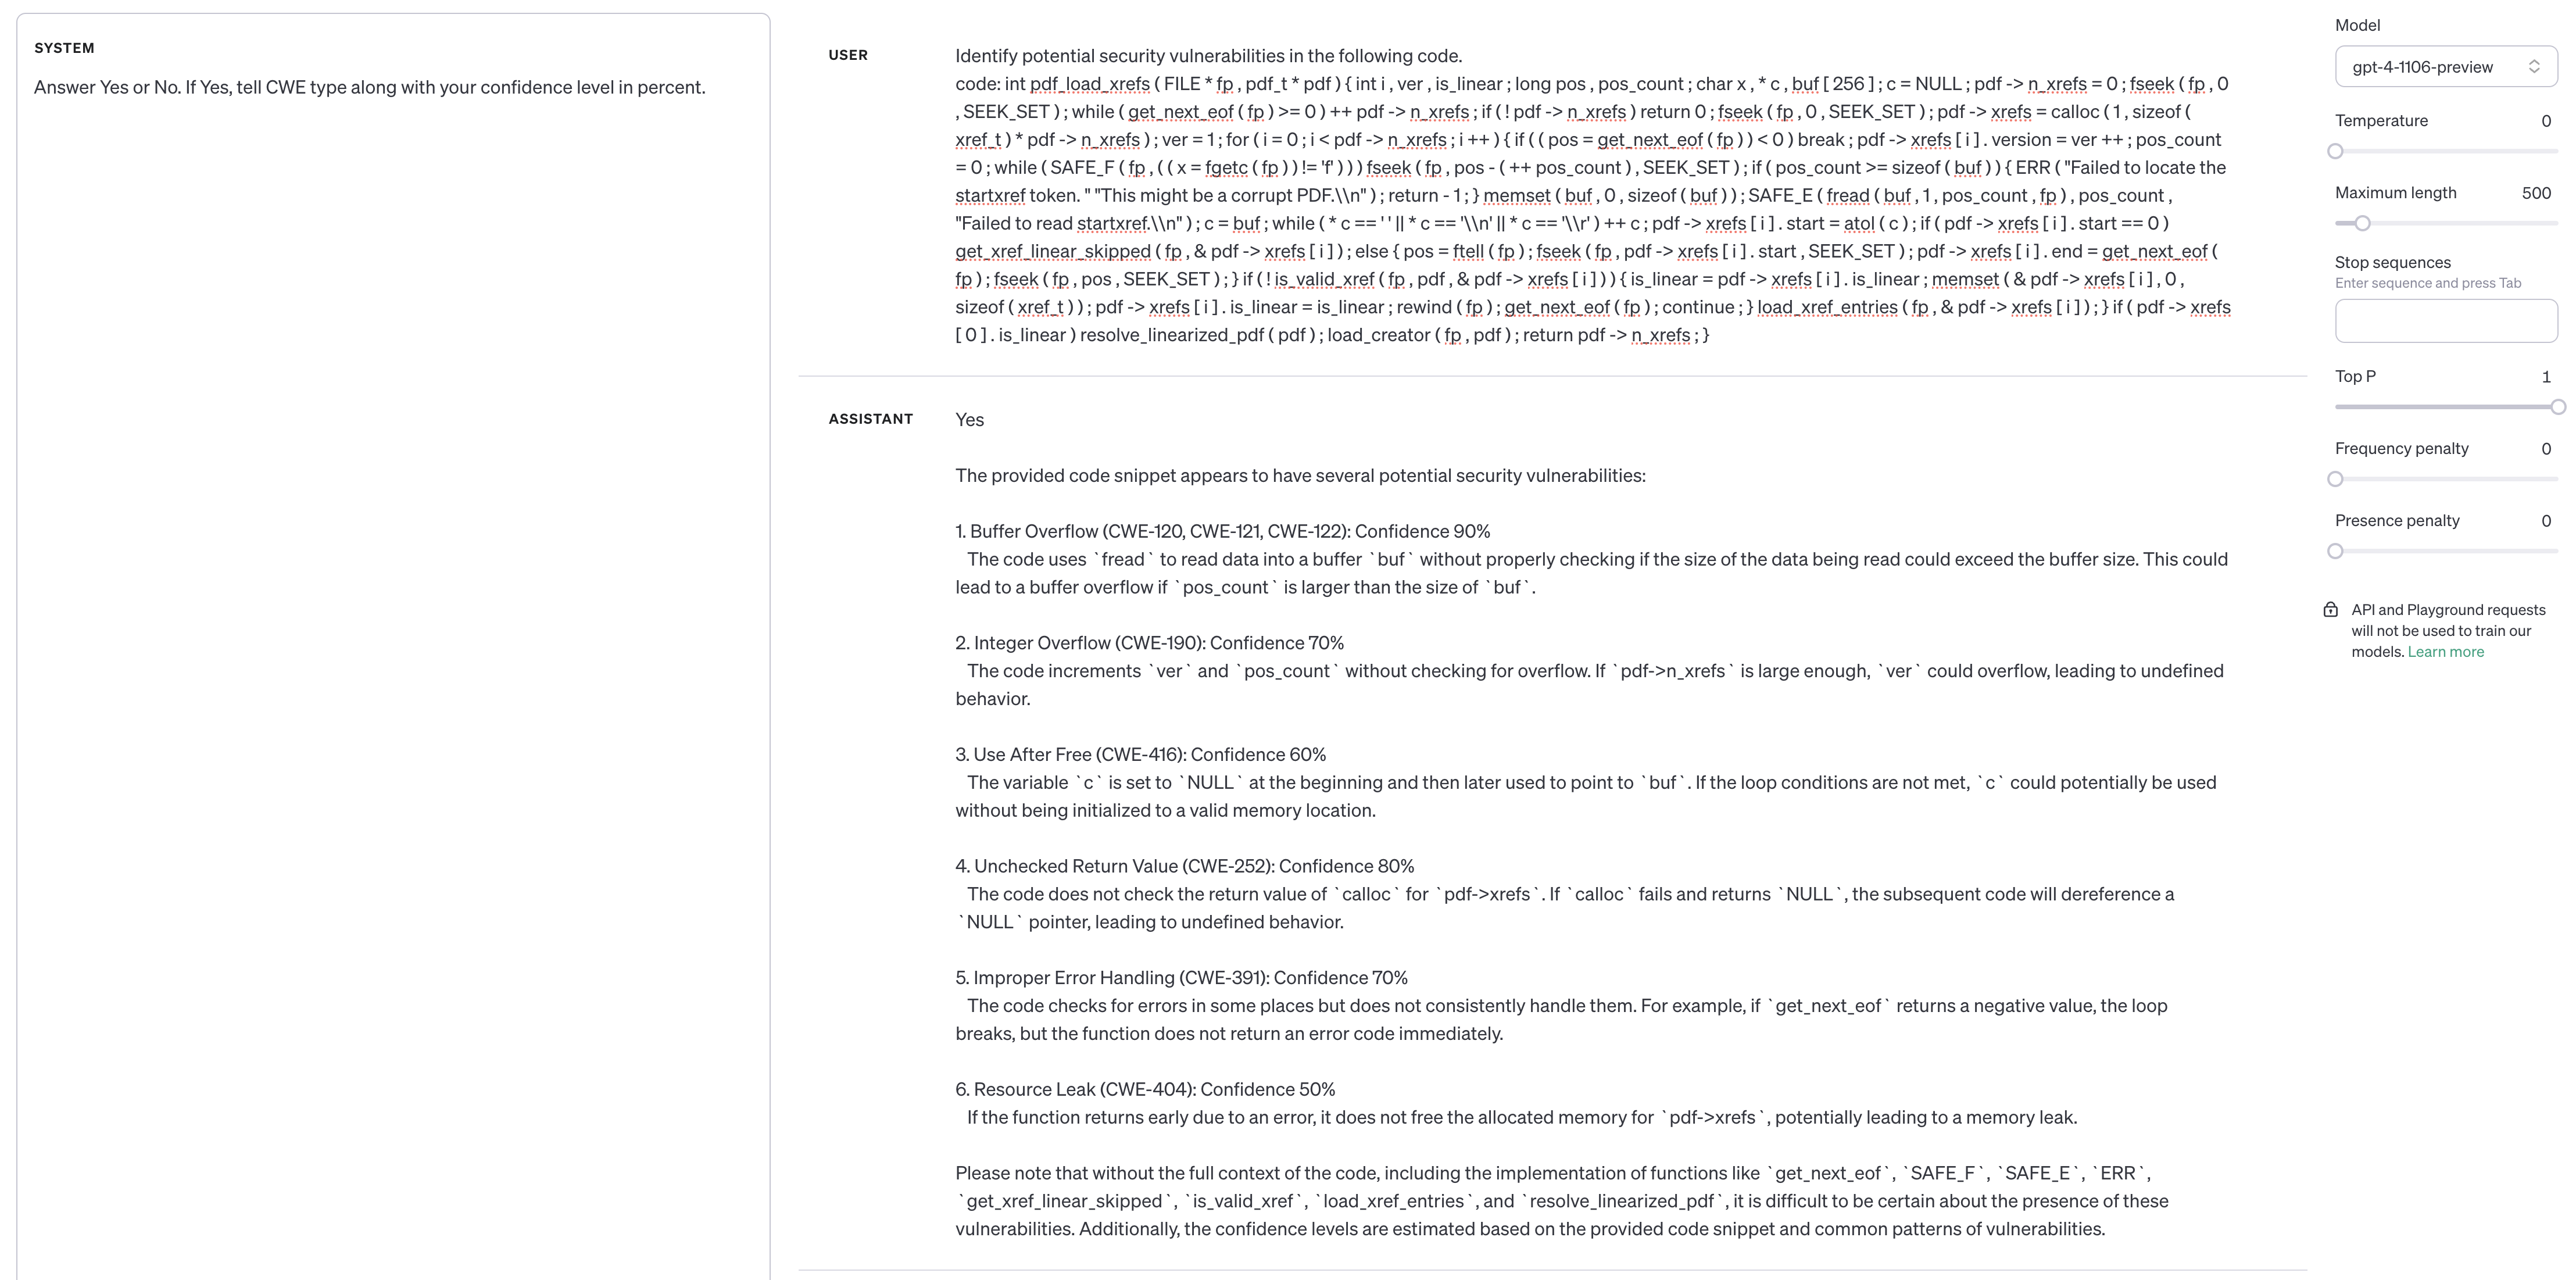 SYSTEM
Answer Yes or No. If Yes, tell CWE type along with your confidence level in percent.
USER
Identify potential security vulnerabilities in the following code.
code: int pdf_load_xrefs ( FILE * fp , pdf_t * pdf ) { int i , ver , is_linear ; long pos , pos_count ; char x , * c , buf [ 256 ] ; c = NULL ; pdf -> n_xrefs = 0 ; fseek ( fp , 0
, SEEK_SET ) ; while ( get_next_eof ( fp ) >= 0 ) ++ pdf -> n_xrefs ; if ( ! pdf -> n_xrefs ) return 0 ; fseek ( fp , 0 , SEEK_SET ) ; pdf -> xrefs = calloc ( 1 , sizeof (
xref_t ) * pdf -> n_xrefs ) ; ver = 1 ; for ( i = 0 ; i < pdf -> n_xrefs ; i ++ ) { if ( ( pos = get_next_eof ( fp ) ) < 0 ) break ; pdf -> xrefs [ i ] . version = ver ++ ; pos_count
= 0 ; while ( SAFE_F ( fp , ( ( x = fgetc ( fp ) ) != 'f' ) ) ) fseek ( fp , pos - ( ++ pos_count ) , SEEK_SET ) ; if ( pos_count >= sizeof ( buf ) ) { ERR ( "Failed to locate the
startxref token. " "This might be a corrupt PDF.\\n" ) ; return - 1 ; } memset ( buf , 0 , sizeof ( buf ) ) ; SAFE_E ( fread ( buf , 1 , pos_count , fp ) , pos_count ,
"Failed to read startxref.\\n" ) ; c = buf ; while ( * c == ' ' || * c == '\\n' || * c == '\\r' ) ++ c ; pdf -> xrefs [ i ] . start = atol ( c ) ; if ( pdf -> xrefs [ i ] . start == 0 )
get_xref_linear_skipped ( fp , & pdf -> xrefs [ i ] ) ; else { pos = ftell ( fp ) ; fseek ( fp , pdf -> xrefs [ i ] . start , SEEK_SET ) ; pdf -> xrefs [ i ] . end = get_next_eof (
fp ) ; fseek ( fp , pos , SEEK_SET ) ; } if ( ! is_valid_xref ( fp , pdf , & pdf -> xrefs [ i ] ) ) { is_linear = pdf -> xrefs [ i ] . is_linear ; memset ( & pdf -> xrefs [ i ] , 0 ,
sizeof ( xref_t ) ) ; pdf -> xrefs [ i ] . is_linear = is_linear ; rewind ( fp ) ; get_next_eof ( fp ) ; continue ; } load_xref_entries ( fp , & pdf -> xrefs [ i ] ) ; } if ( pdf -> xrefs
[ 0 ] . is_linear ) resolve_linearized_pdf ( pdf ) ; load_creator ( fp , pdf ) ; return pdf -> n_xrefs ; }
ASSISTANT
Yes
The provided code snippet appears to have several potential security vulnerabilities:
1. Buffer Overflow (CWE-120, CWE-121, CWE-122): Confidence 90%
The code uses `fread` to read data into a buffer `buf` without properly checking if the size of the data being read could exceed the buffer size. This could
lead to a buffer overflow if `pos_count` is larger than the size of `buf`.
2. Integer Overflow (CWE-190): Confidence 70%
The code increments `ver` and `pos_count` without checking for overflow. If `pdf->n_xrefs` is large enough, `ver` could overflow, leading to undefined
behavior.
3. Use After Free (CWE-416): Confidence 60%
The variable `c` is set to `NULL` at the beginning and then later used to point to `buf`. If the loop conditions are not met, `c` could potentially be used
without being initialized to a valid memory location.
4. Unchecked Return Value (CWE-252): Confidence 80%
The code does not check the return value of `calloc` for `pdf->xrefs`. If `calloc` fails and returns `NULL`, the subsequent code will dereference a
`NULL` pointer, leading to undefined behavior.
5. Improper Error Handling (CWE-391): Confidence 70%
The code checks for errors in some places but does not consistently handle them. For example, if `get_next_eof` returns a negative value, the loop
breaks, but the function does not return an error code immediately.
6. Resource Leak (CWE-404): Confidence 50%
If the function returns early due to an error, it does not free the allocated memory for `pdf->xrefs`, potentially leading to a memory leak.
Please note that without the full context of the code, including the implementation of functions like `get_next_eof`, `SAFE_F`, `SAFE_E`, `ERR`,
`get_xref_linear_skipped`, `is_valid_xref`, `load_xref_entries`, and `resolve_linearized_pdf`, it is difficult to be certain about the presence of these
vulnerabilities. Additionally, the confidence levels are estimated based on the provided code snippet and common patterns of vulnerabilities.
Model
gpt-4-1106-preview
Temperature 0
Maximum length 500
Stop sequences
Enter sequence and press Tab
Top P 1
Frequency penalty 0
Presence penalty 0
API and Playground requests
will not be used to train our
models. Learn more